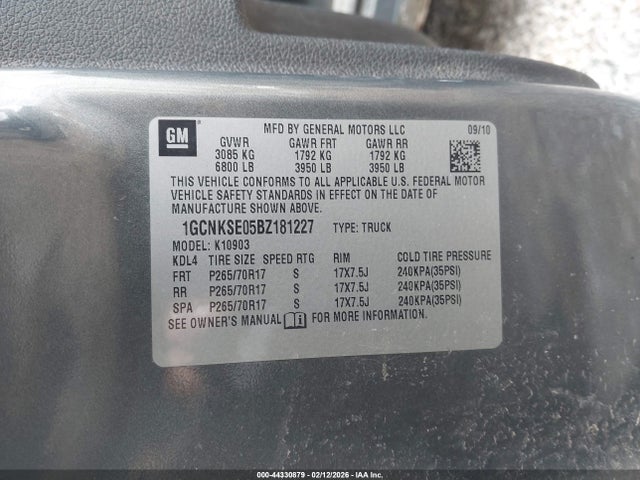 GM
MFD BY GENERAL MOTORS LLC 09/10
GVWR GAWR FRT GAWR RR
3085 KG 1792 KG 1792 KG
6800 LB 3950 LB 3950 LB
THIS VEHICLE CONFORMS TO ALL APPLICABLE U.S. FEDERAL MOTOR
VEHICLE SAFETY STANDARDS IN EFFECT ON THE DATE OF
MANUFACTURE SHOWN ABOVE.
1GCNKSE05BZ181227 TYPE: TRUCK
MODEL: K10903
KDL4 TIRE SIZE SPEED RTG RIM COLD TIRE PRESSURE
FRT P265/70R17 S 17X7.5J 240KPA(35PSI)
RR P265/70R17 S 17X7.5J 240KPA(35PSI)
SPA P265/70R17 S 17X7.5J 240KPA(35PSI)
SEE OWNER'S MANUAL FOR MORE INFORMATION.
000-44330879 - 02/12/2026 - IAA Inc.